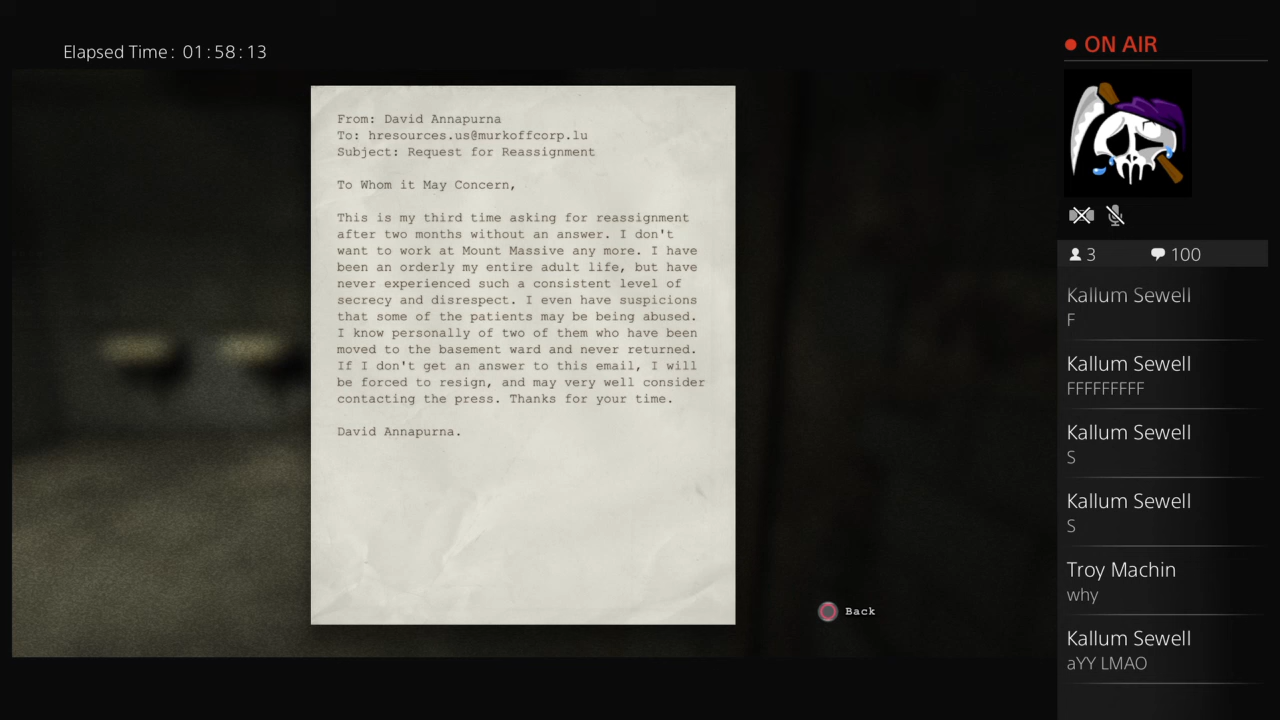 Elapsed Time: 01:58:13
From: David Annapurna
To: hresources.us@murkoffcorp.lu
Subject: Request for Reassignment
To Whom it May Concern,
This is my third time asking for reassignment
after two months without an answer. I don't
want to work at Mount Massive any more. I have
been an orderly my entire adult life, but have
never experienced such a consistent level of
secrecy and disrespect. I even have suspicions
that some of the patients may be being abused.
I know personally of two of them who have been
moved to the basement ward and never returned.
If I don't get an answer to this email, I will
be forced to resign, and may very well consider
contacting the press. Thanks for your time.
David Annapurna.
Back
ON AIR
3 100
Kallum Sewell
F
Kallum Sewell
FFFFFFFFF
Kallum Sewell
S
Kallum Sewell
S
Troy Machin
why
Kallum Sewell
aYY LMAO